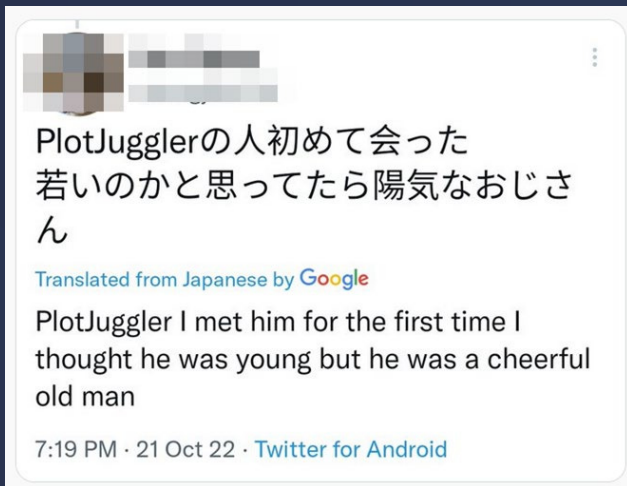 PlotJugglerの人初めて会った
若いのかと思ってたら陽気なおじさ
ん
Translated from Japanese by Google
PlotJuggler I met him for the first time I
thought he was young but he was a cheerful
old man
7:19 PM · 21 Oct 22 · Twitter for Android